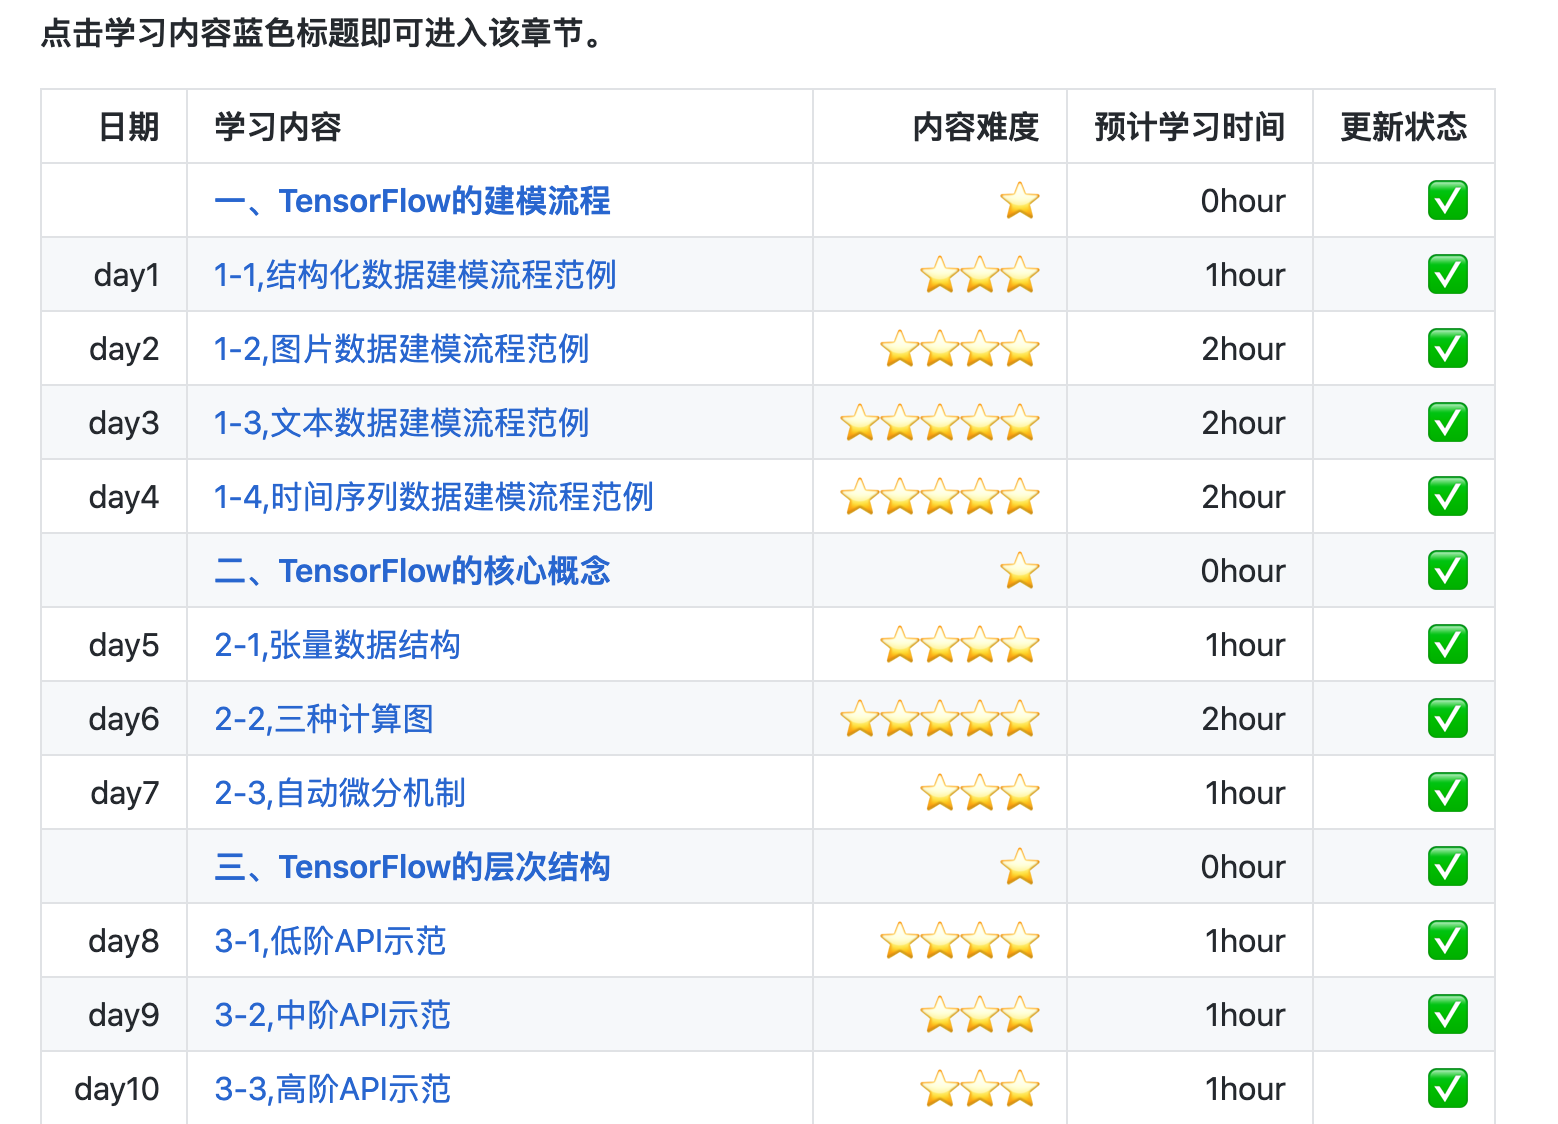 点击学习内容蓝色标题即可进入该章节。
日期 学习内容 内容难度 预计学习时间 更新状态
一、TensorFlow的建模流程 ⭐ 0hour ✅
day1 1-1,结构化数据建模流程范例 ⭐⭐⭐ 1hour ✅
day2 1-2,图片数据建模流程范例 ⭐⭐⭐⭐ 2hour ✅
day3 1-3,文本数据建模流程范例 ⭐⭐⭐⭐⭐ 2hour ✅
day4 1-4,时间序列数据建模流程范例 ⭐⭐⭐⭐⭐ 2hour ✅
二、TensorFlow的核心概念 ⭐ 0hour ✅
day5 2-1,张量数据结构 ⭐⭐⭐⭐ 1hour ✅
day6 2-2,三种计算图 ⭐⭐⭐⭐⭐ 2hour ✅
day7 2-3,自动微分机制 ⭐⭐⭐ 1hour ✅
三、TensorFlow的层次结构 ⭐ 0hour ✅
day8 3-1,低阶API示范 ⭐⭐⭐⭐ 1hour ✅
day9 3-2,中阶API示范 ⭐⭐⭐ 1hour ✅
day10 3-3,高阶API示范 ⭐⭐⭐ 1hour ✅